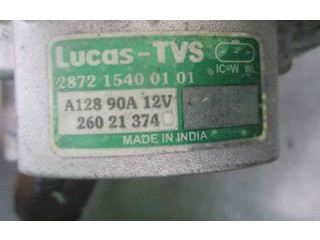 Lucas-TVS
IC W WL
2872 1540 01 01
A128 90A 12V
260 21 374
MADE IN INDIA